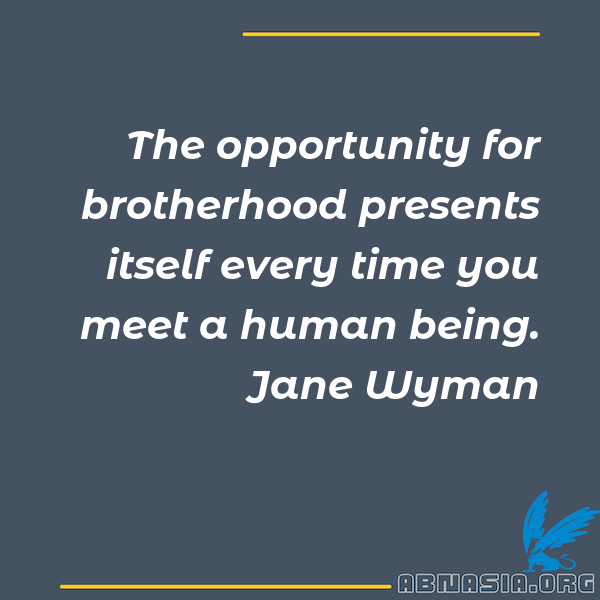 The opportunity for
brotherhood presents
itself every time you
meet a human being.
Jane Wyman
ABNASIA.ORG